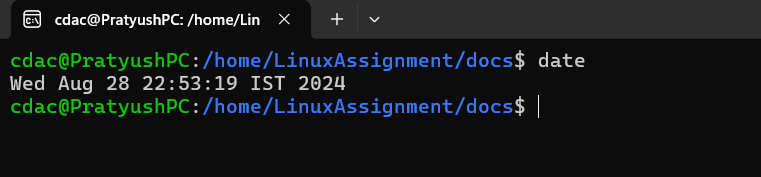 cdac@PratyushPC: /home/Lin
cdac@PratyushPC:/home/LinuxAssignment/docs$ date
Wed Aug 28 22:53:19 IST 2024
cdac@PratyushPC:/home/LinuxAssignment/docs$